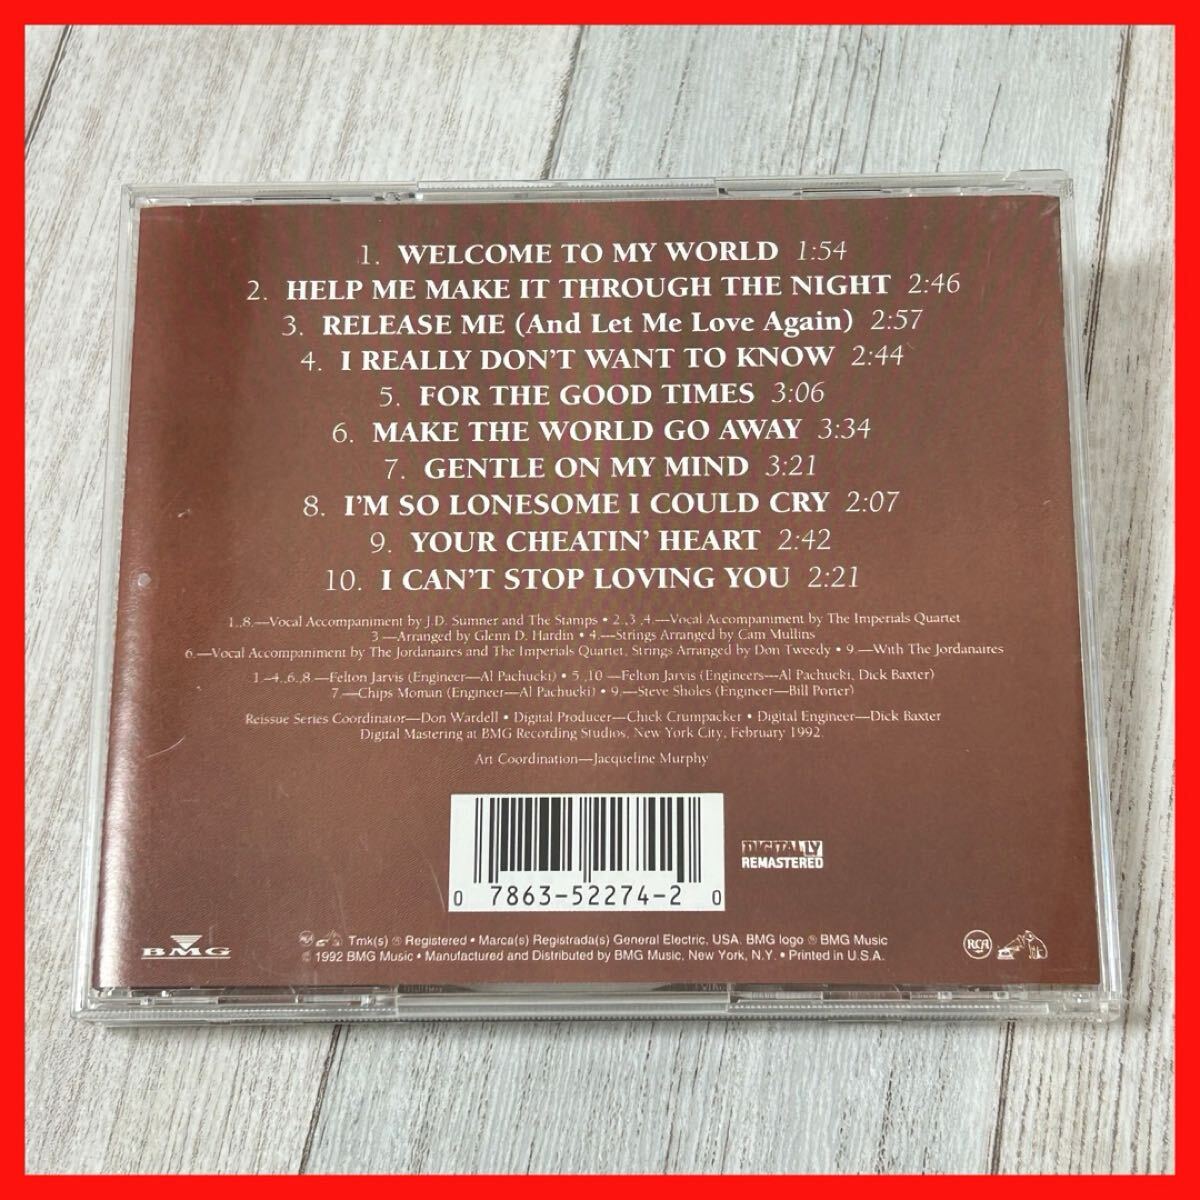 1. WELCOME TO MY WORLD 1:54
2. HELP ME MAKE IT THROUGH THE NIGHT 2:46
3. RELEASE ME (And Let Me Love Again) 2:57
4. I REALLY DON'T WANT TO KNOW 2:44
5. FOR THE GOOD TIMES 3:06
6. MAKE THE WORLD GO AWAY 3:34
7. GENTLE ON MY MIND 3:21
8. I'M SO LONESOME I COULD CRY 2:07
9. YOUR CHEATIN' HEART 2:42
10. I CAN'T STOP LOVING YOU 2:21
1.,8.—Vocal Accompaniment by J.D. Sumner and The Stamps • 2.,3.,4.—Vocal Accompaniment by The Imperials Quartet
3.—Arranged by Glenn D. Hardin • 4.—Strings Arranged by Cam Mullins
6.—Vocal Accompaniment by The Jordanaires and The Imperials Quartet, Strings Arranged by Don Tweedy • 9.—With The Jordanaires
1.–4.,6.,8.—Felton Jarvis (Engineer—Al Pachucki) • 5.,10.—Felton Jarvis (Engineers—Al Pachucki, Dick Baxter)
7.—Chips Moman (Engineer—Al Pachucki) • 9.—Steve Sholes (Engineer—Bill Porter)
Reissue Series Coordinator—Don Wardell • Digital Producer—Chick Crumpacker • Digital Engineer—Dick Baxter
Digital Mastering at BMG Recording Studios, New York City, February 1992.
Art Coordination—Jacqueline Murphy
DIGITALLY
REMASTERED
0 7863-52274-2 0
BMG
Tmk(s) ® Registered • Marca(s) Registrada(s) General Electric, USA. BMG logo ® BMG Music
© 1992 BMG Music • Manufactured and Distributed by BMG Music, New York, N.Y. • Printed in U.S.A.
RCA